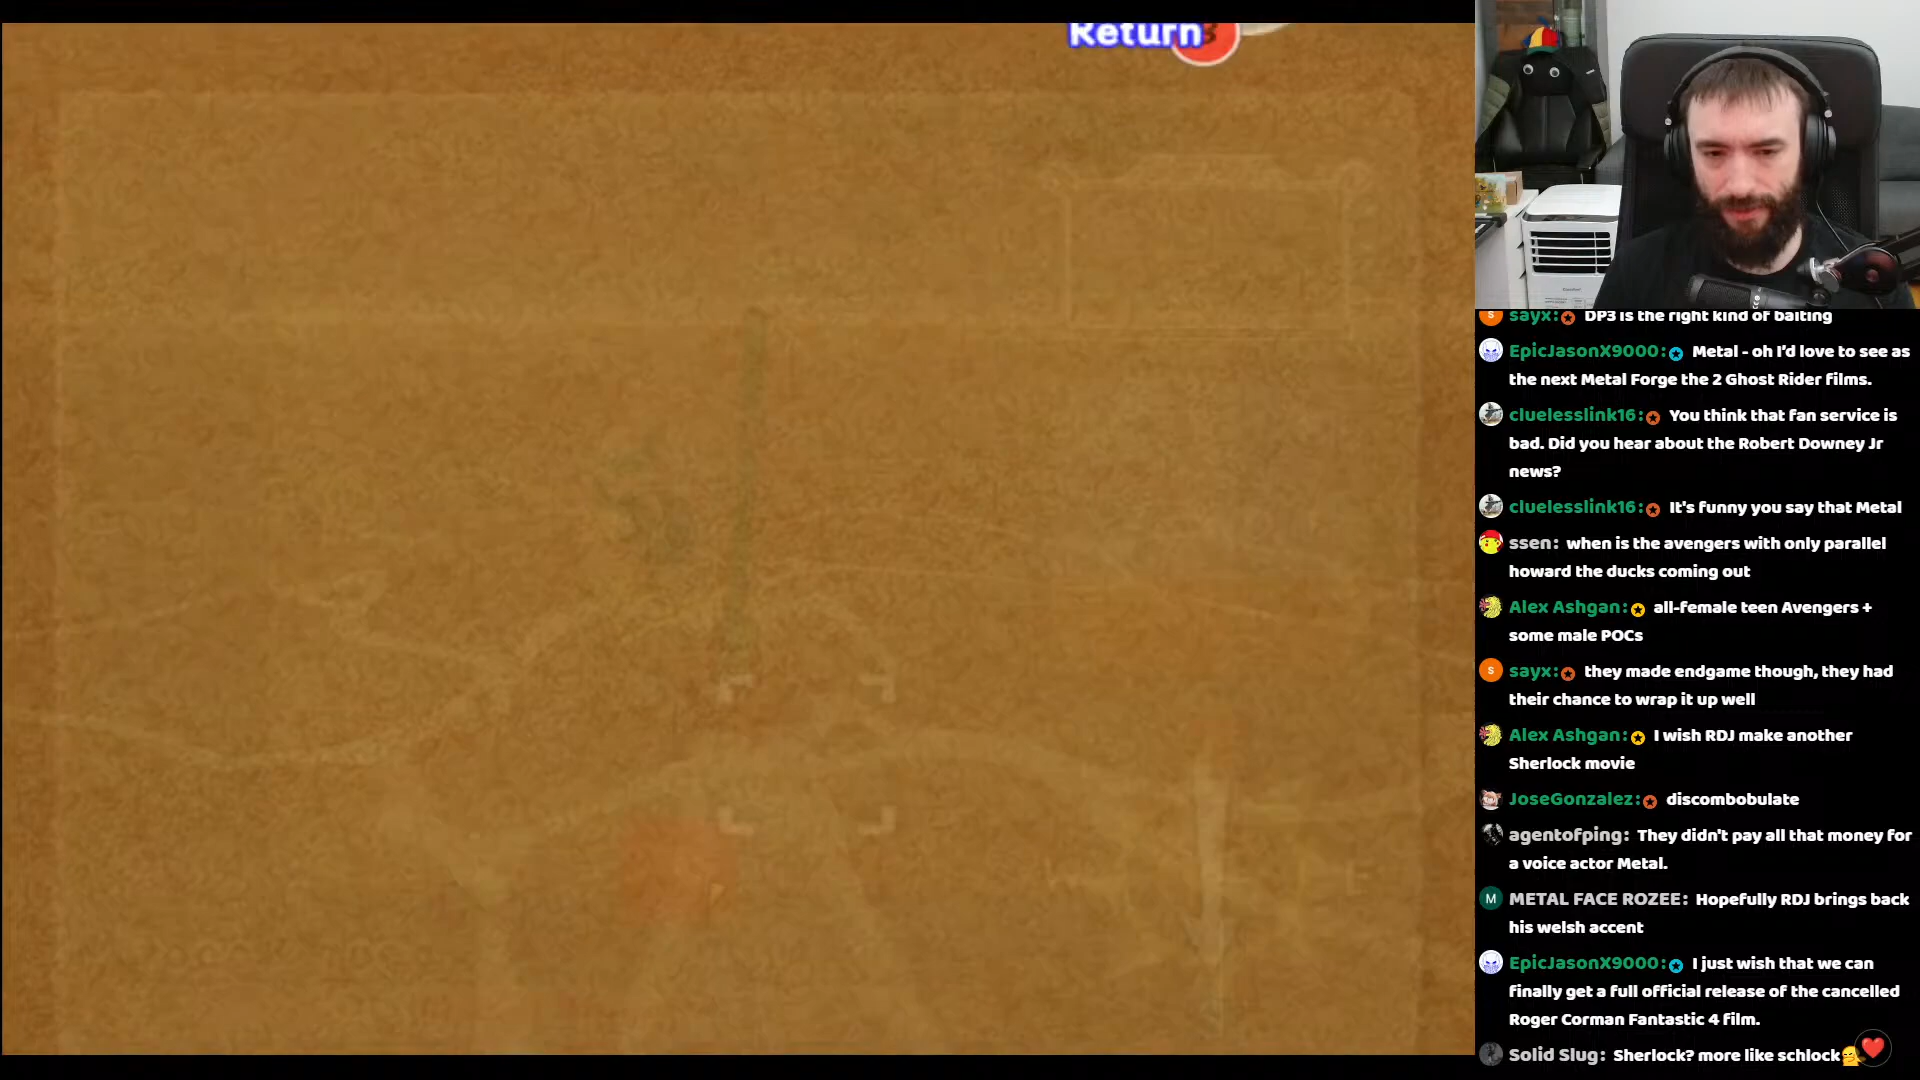 Return
sayx: DP3 is the right kind of baiting
EpicJasonX9000: Metal - oh I'd love to see as
the next Metal Forge the 2 Ghost Rider films.
cluelesslink16: You think that fan service is
bad. Did you hear about the Robert Downey Jr
news?
cluelesslink16: It's funny you say that Metal
ssen: when is the avengers with only parallel
howard the ducks coming out
Alex Ashgan: all-female teen Avengers +
some male POCs
S sayx: they made endgame though, they had
their chance to wrap it up well
Alex Ashgan: I wish RDJ make another
Sherlock movie
JoseGonzalez: discombobulate
agentofping: They didn't pay all that money for
a voice actor Metal.
M METAL FACE ROZEE: Hopefully RDJ brings back
his welsh accent
EpicJasonX9000: I just wish that we can
finally get a full official release of the cancelled
Roger Corman Fantastic 4 film.
Solid Slug: Sherlock? more like schlock